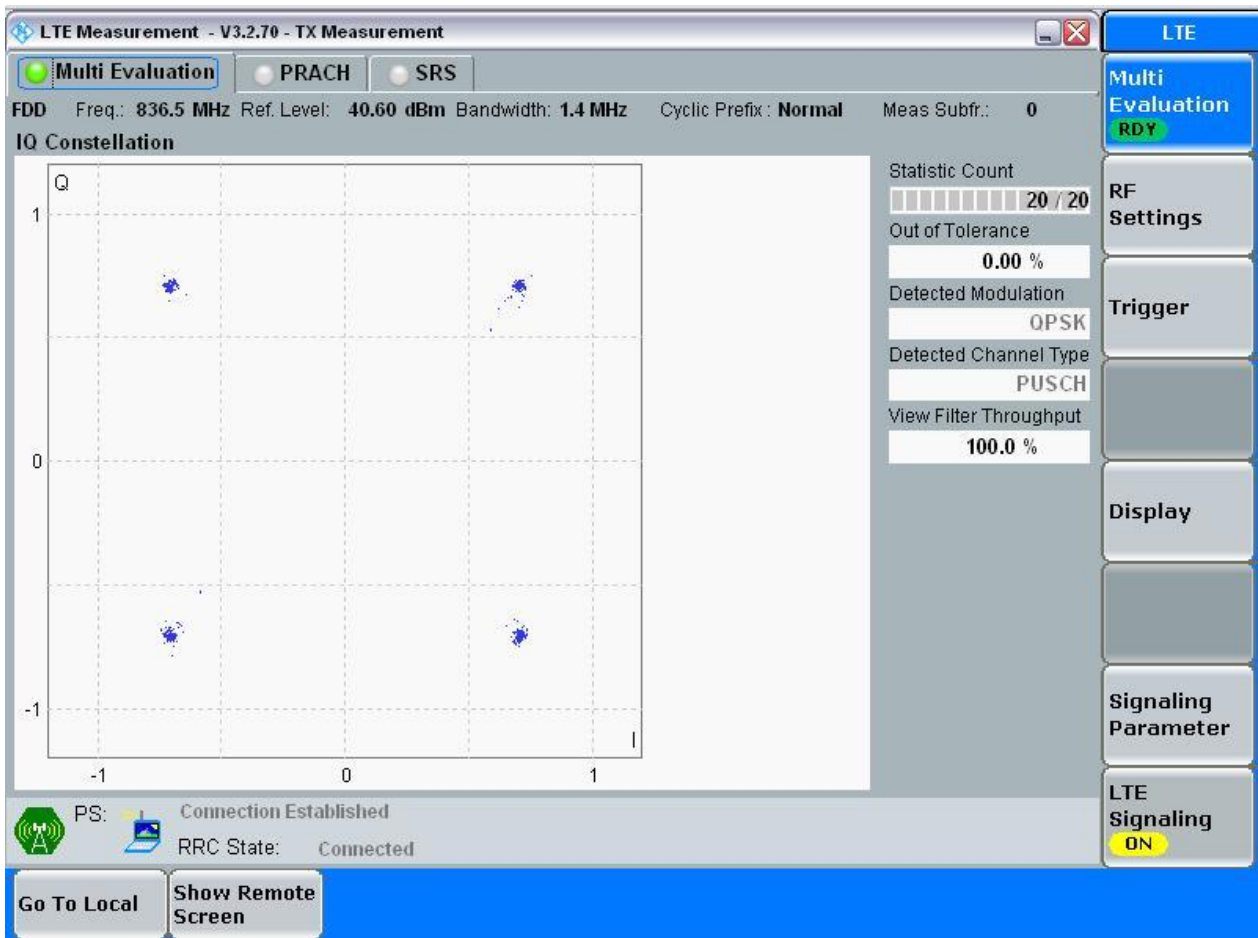 LTE Measurement - V3.2.70 - TX Measurement
Multi Evaluation PRACH SRS
FDD Freq.: 836.5 MHz Ref. Level: 40.60 dBm Bandwidth: 1.4 MHz Cyclic Prefix : Normal Meas Subfr.: 0
IQ Constellation
Q
1
0
-1
-1 0 1
I
Statistic Count
20 / 20
Out of Tolerance
0.00 %
Detected Modulation
QPSK
Detected Channel Type
PUSCH
View Filter Throughput
100.0 %
PS: Connection Established
RRC State: Connected
LTE
Multi
Evaluation
RDY
RF
Settings
Trigger
Display
Signaling
Parameter
LTE
Signaling
ON
Go To Local
Show Remote
Screen